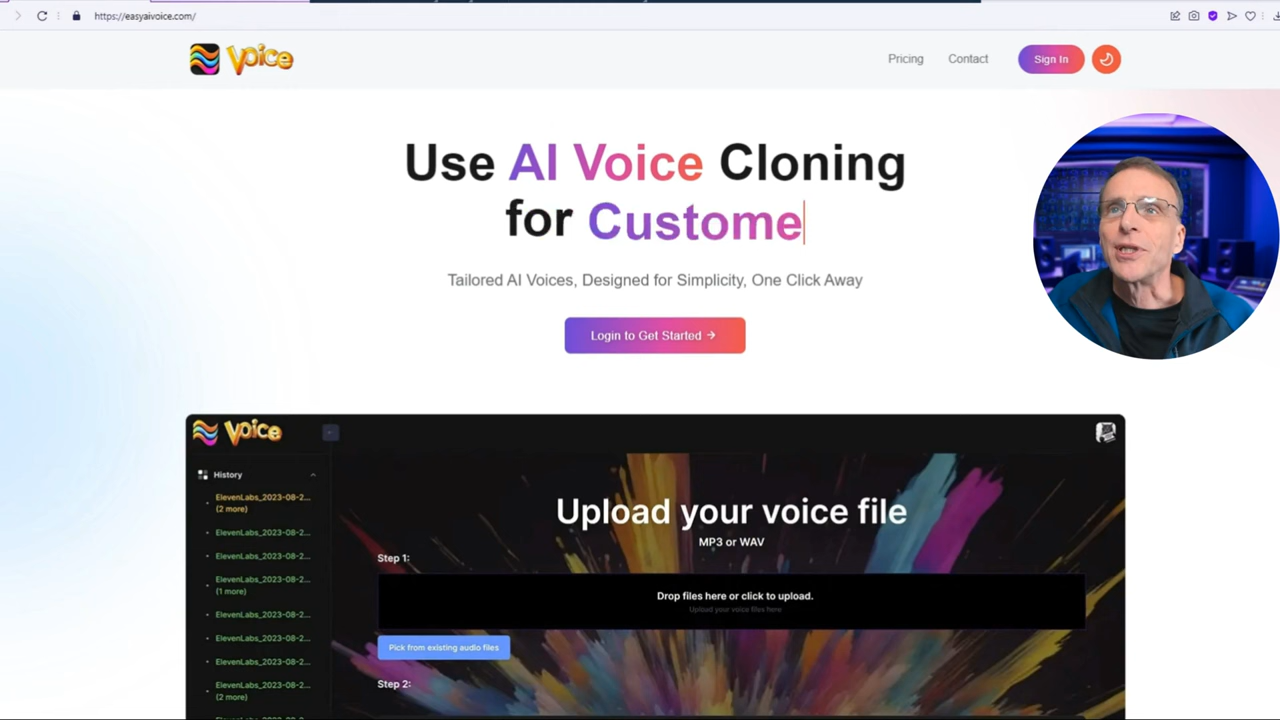 https://easyaivoice.com/
Voice
Pricing
Contact
Sign In
Use AI Voice Cloning
for Custome
Tailored AI Voices, Designed for Simplicity, One Click Away
Login to Get Started →
Voice
History
ElevenLabs_2023-08-2...
(2 more)
ElevenLabs_2023-08-2...
ElevenLabs_2023-08-2...
ElevenLabs_2023-08-2...
(1 more)
ElevenLabs_2023-08-2...
ElevenLabs_2023-08-2...
ElevenLabs_2023-08-2...
ElevenLabs_2023-08-2...
(2 more)
Upload your voice file
MP3 or WAV
Step 1:
Drop files here or click to upload.
Upload your voice files here
Pick from existing audio files
Step 2: